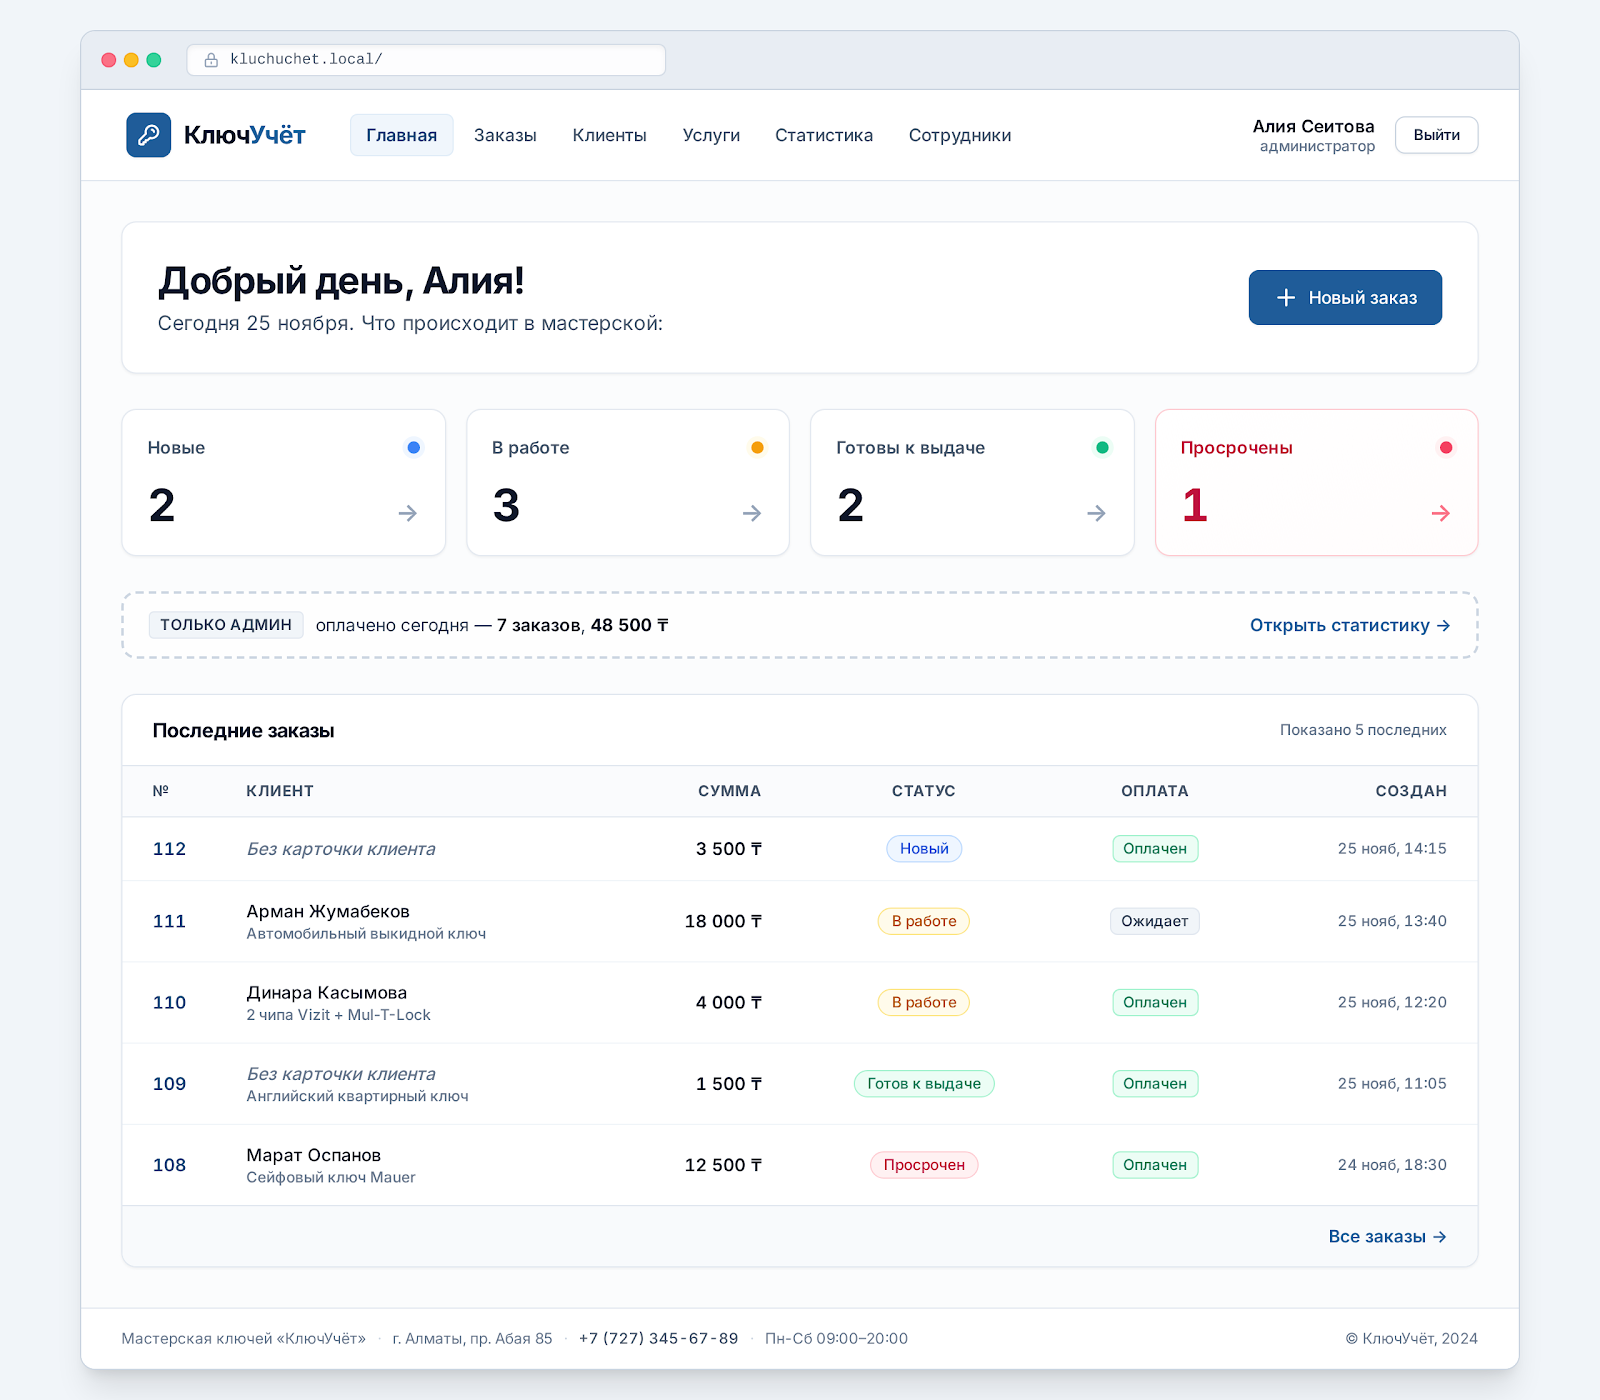 kluchuchet.local/
КлючУчёт
Главная Заказы Клиенты Услуги Статистика Сотрудники
Алия Сеитова
администратор
Выйти
Добрый день, Алия!
Сегодня 25 ноября. Что происходит в мастерской:
Новый заказ
Новые
2
В работе
3
Готовы к выдаче
2
Просрочены
1
ТОЛЬКО АДМИН оплачено сегодня — 7 заказов, 48 500 ₸
Открыть статистику →
Последние заказы
Показано 5 последних
№ КЛИЕНТ СУММА СТАТУС ОПЛАТА СОЗДАН
112 Без карточки клиента 3 500 ₸ Новый Оплачен 25 нояб, 14:15
111 Арман Жумабеков 18 000 ₸ В работе Ожидает 25 нояб, 13:40
Автомобильный выкидной ключ
110 Динара Касымова 4 000 ₸ В работе Оплачен 25 нояб, 12:20
2 чипа Vizit + Mul-T-Lock
109 Без карточки клиента 1 500 ₸ Готов к выдаче Оплачен 25 нояб, 11:05
Английский квартирный ключ
108 Марат Оспанов 12 500 ₸ Просрочен Оплачен 24 нояб, 18:30
Сейфовый ключ Mauer
Все заказы →
Мастерская ключей «КлючУчёт» · г. Алматы, пр. Абая 85 · +7 (727) 345-67-89 · Пн-Сб 09:00–20:00
© КлючУчёт, 2024